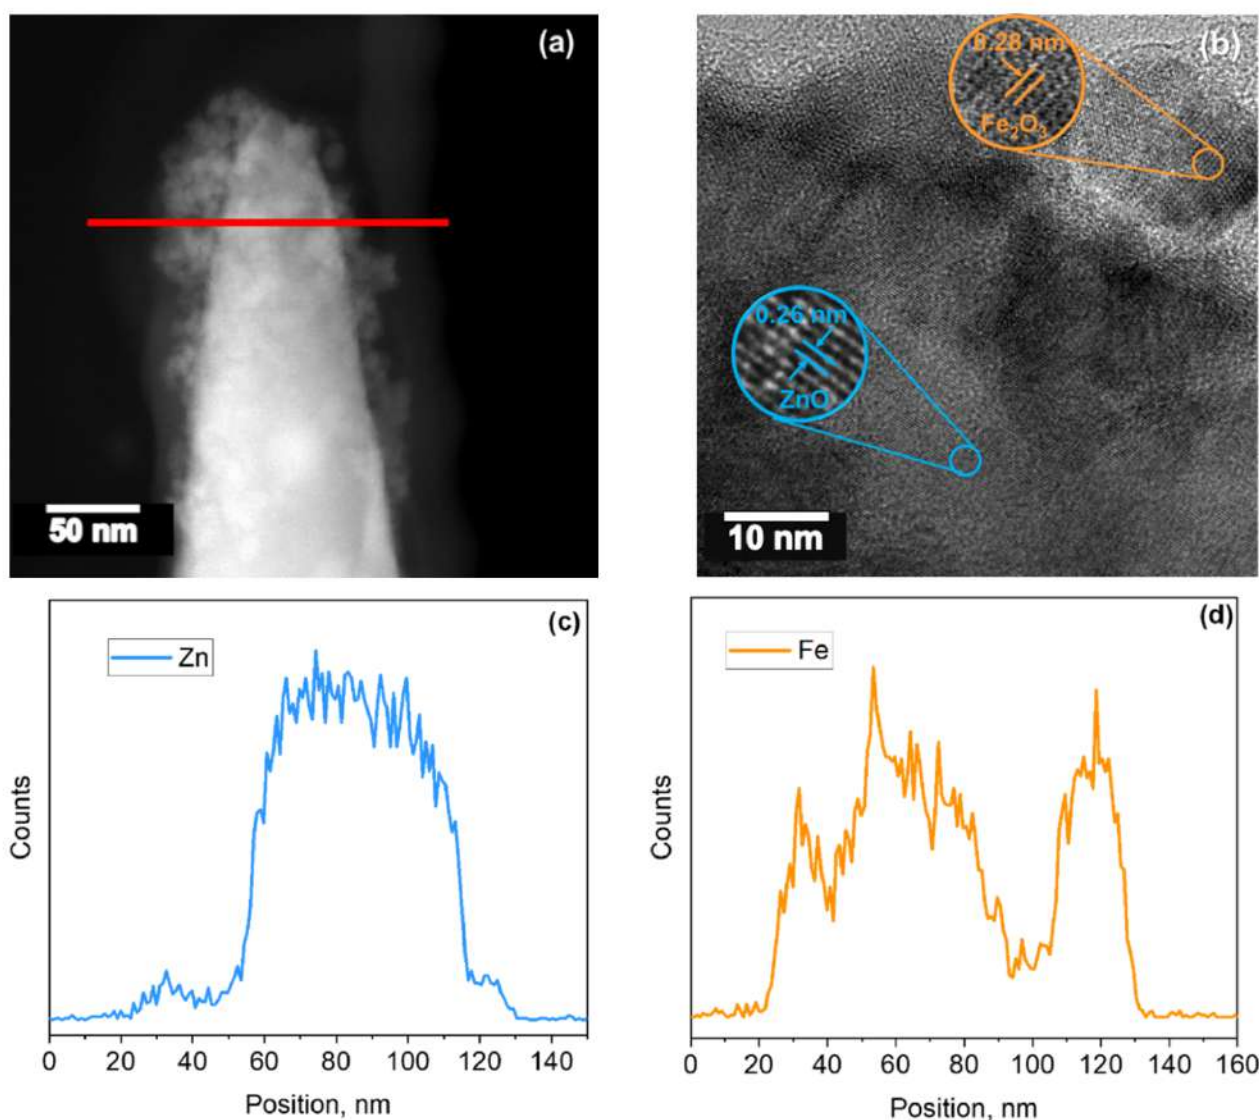 (a)
50 nm
(b)
0.28 nm
Fe₂O₃
0.26 nm
ZnO
10 nm
(c)
Zn
Counts
0 20 40 60 80 100 120 140
Position, nm
(d)
Fe
Counts
0 20 40 60 80 100 120 140 160
Position, nm